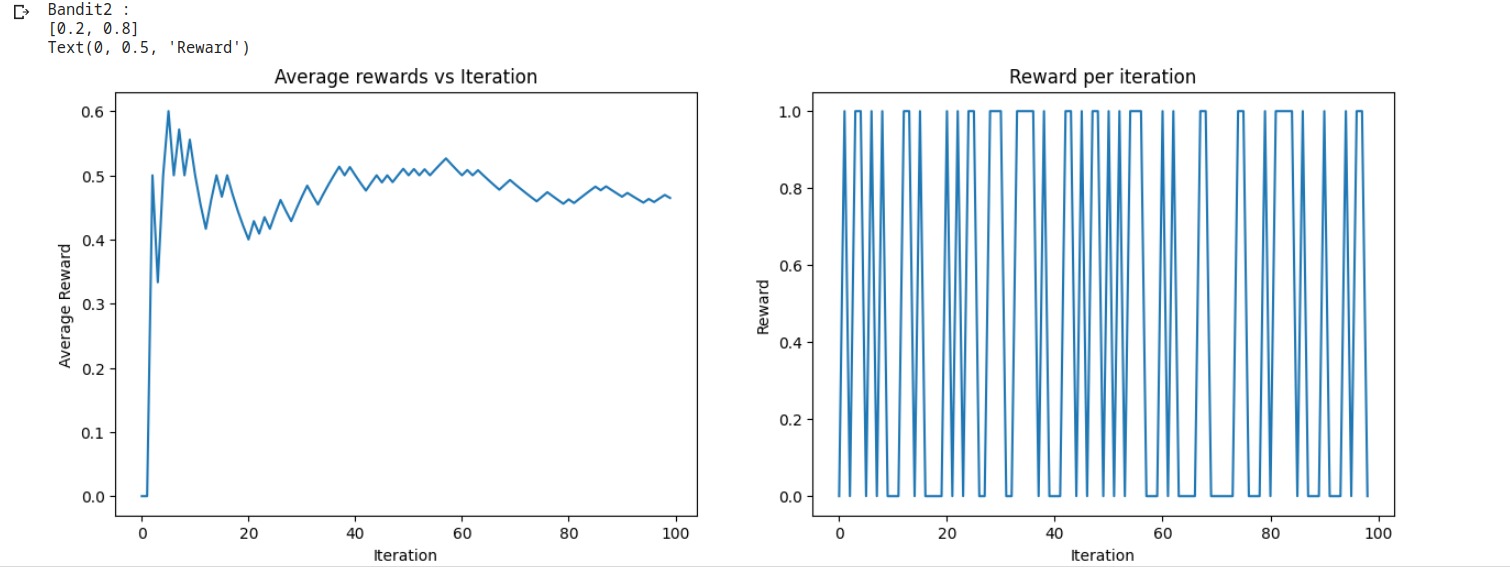 Bandit2 :
[0.2, 0.8]
Text(0, 0.5, 'Reward')
Average rewards vs Iteration
0.6
0.5
0.4
0.3
0.2
0.1
0.0
Average Reward
0 20 40 60 80 100
Iteration
Reward per iteration
1.0
0.8
0.6
0.4
0.2
0.0
Reward
0 20 40 60 80 100
Iteration